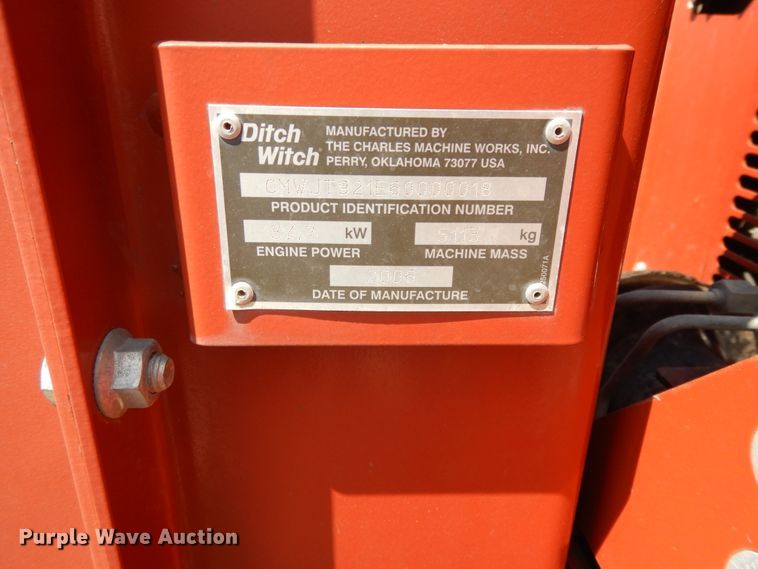 Ditch
Witch
MANUFACTURED BY
THE CHARLES MACHINE WORKS, INC.
PERRY, OKLAHOMA 73077 USA
CMWJT921E60000018
PRODUCT IDENTIFICATION NUMBER
kW
kg
ENGINE POWER
MACHINE MASS
2006
DATE OF MANUFACTURE
Purple Wave Auction